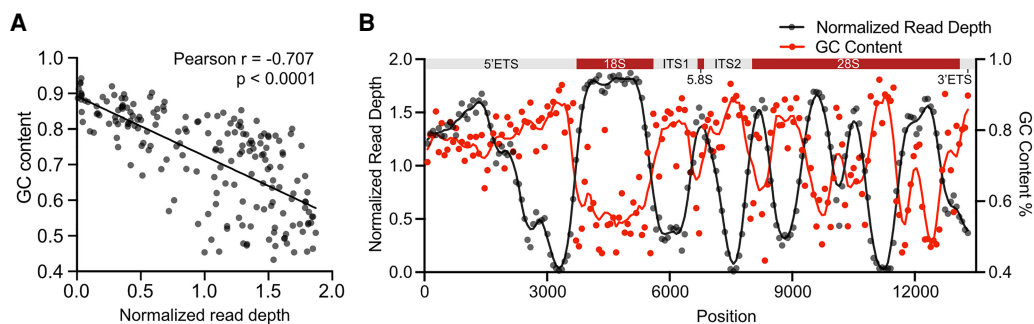 A
Pearson r = -0.707
p < 0.0001
GC content
1.0
0.9
0.8
0.7
0.6
0.5
0.4
0.0
0.5
1.0
1.5
2.0
Normalized read depth
B
Normalized Read Depth
GC Content
5'ETS
18S
ITS1
5.8S
ITS2
28S
3'ETS
Normalized Read Depth
2.0
1.5
1.0
0.5
0.0
1.0
0.8
0.6
0.4
GC Content %
0
3000
6000
9000
12000
Position